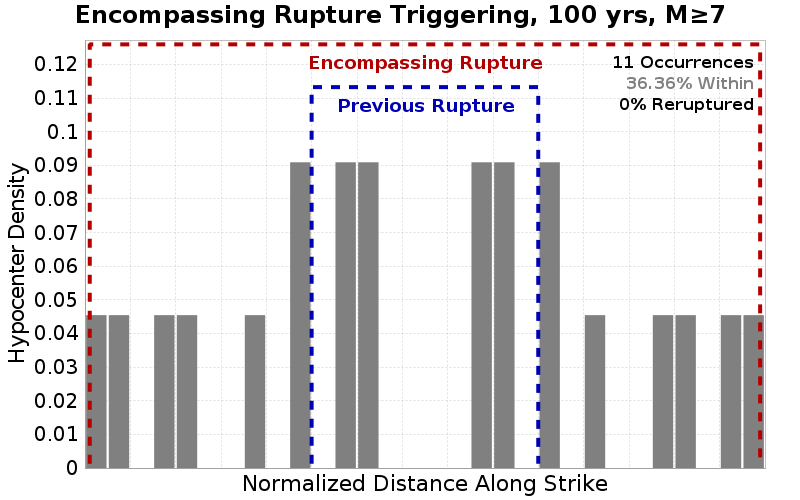 Encompassing Rupture Triggering, 100 yrs, M≥7
Encompassing Rupture
Previous Rupture
11 Occurrences
36.36% Within
0% Reruptured
Hypocenter Density
0.12
0.11
0.1
0.09
0.08
0.07
0.06
0.05
0.04
0.03
0.02
0.01
0
Normalized Distance Along Strike